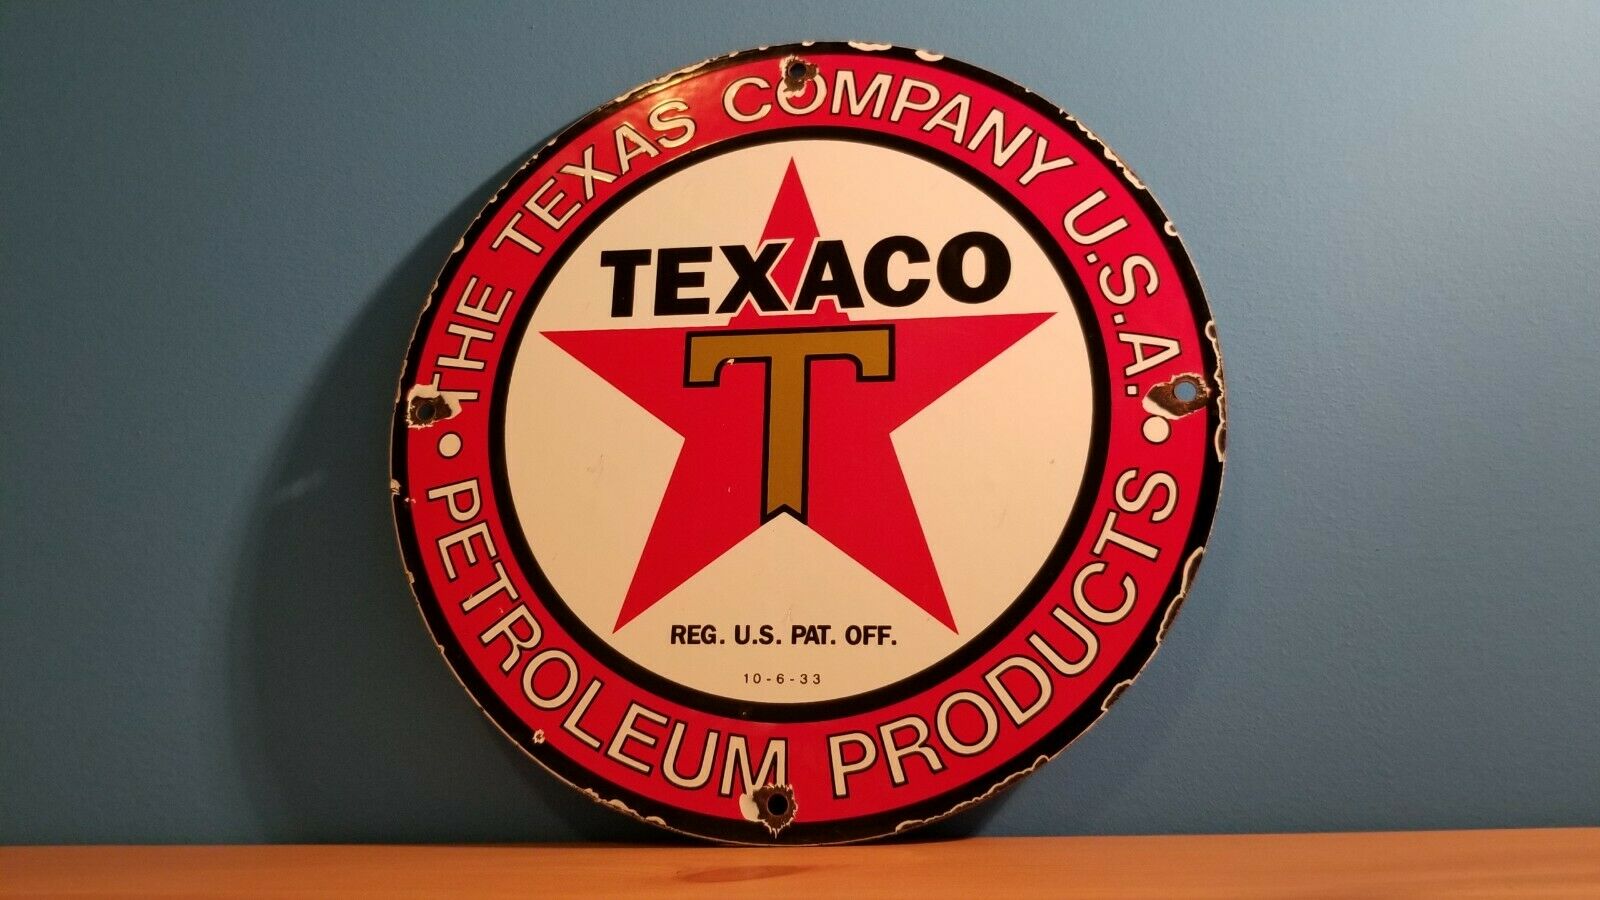 THE TEXAS COMPANY U.S.A.
TEXACO
T
REG. U.S. PAT. OFF.
10-6-33
• PETROLEUM PRODUCTS •